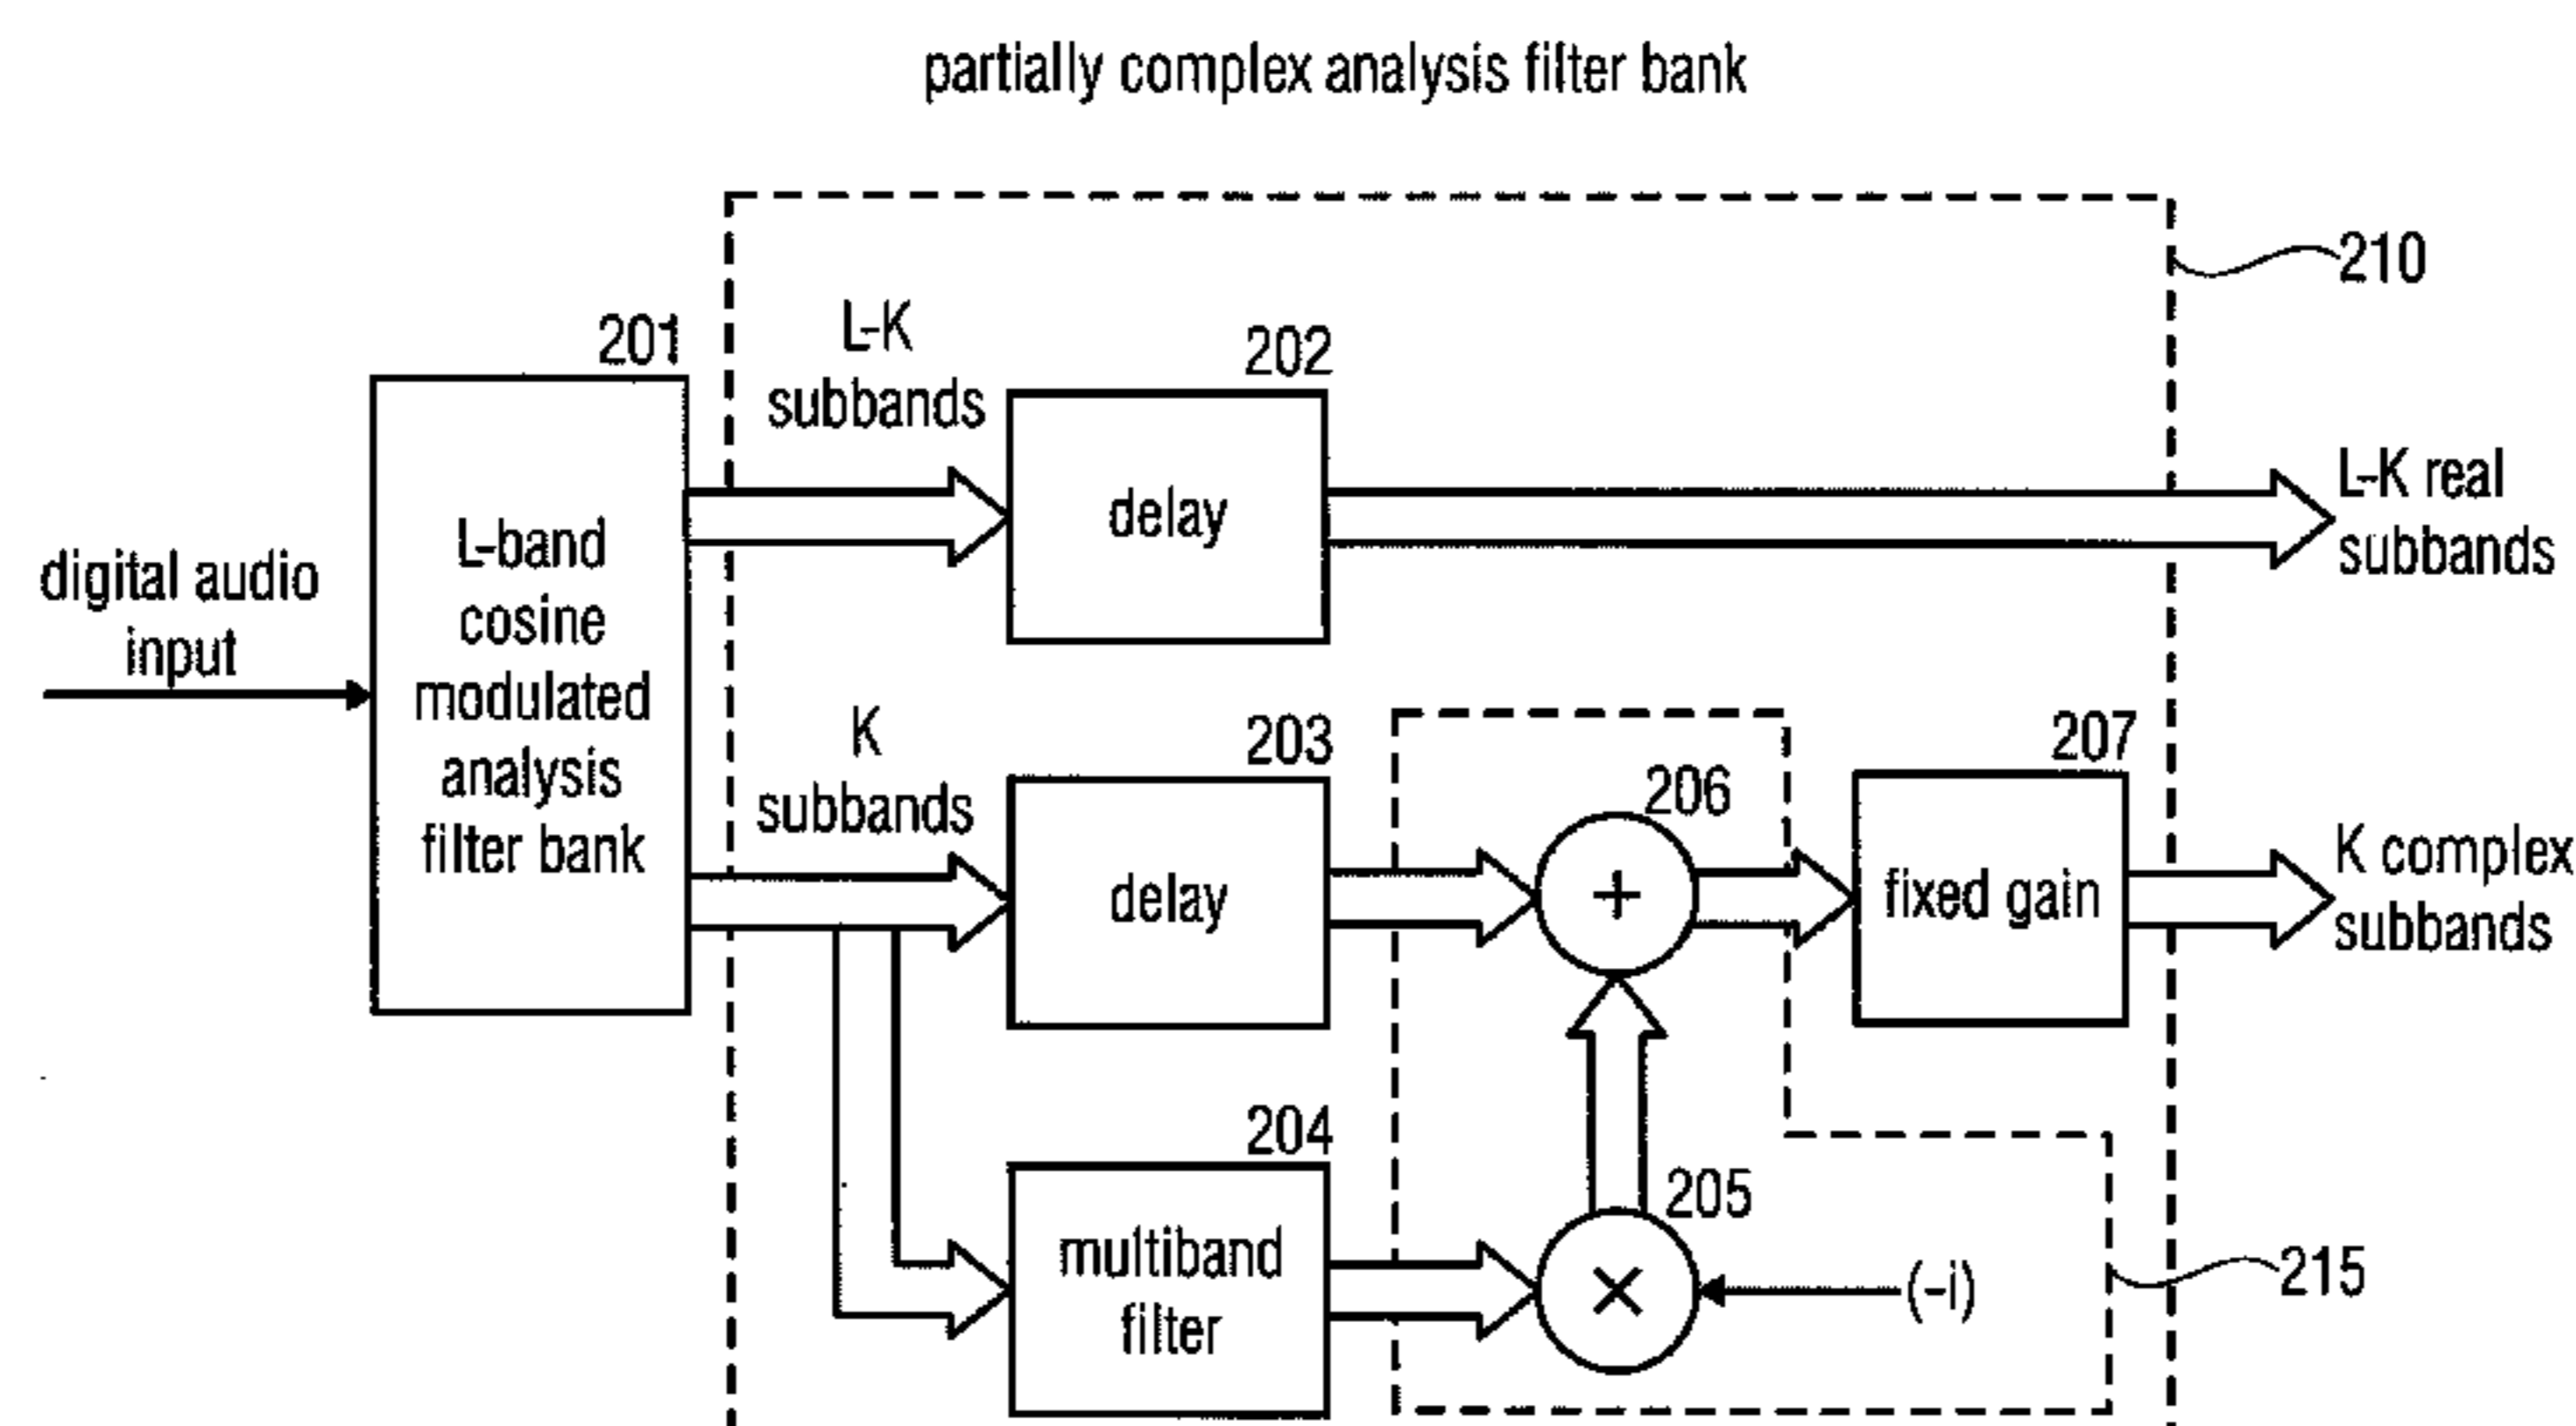 partially complex analysis filter bank
210
201
L-K
subbands
202
L-band
cosine
modulated
analysis
filter bank
delay
L-K real
subbands
digital audio
input
K
subbands
203
206
207
delay
+
fixed gain
K complex
subbands
204
205
multiband
filter
×
(-i)
215